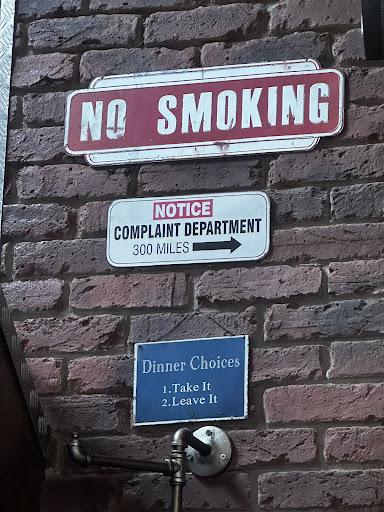 NO SMOKING
NOTICE
COMPLAINT DEPARTMENT
300 MILES
Dinner Choices
1.Take It
2.Leave It